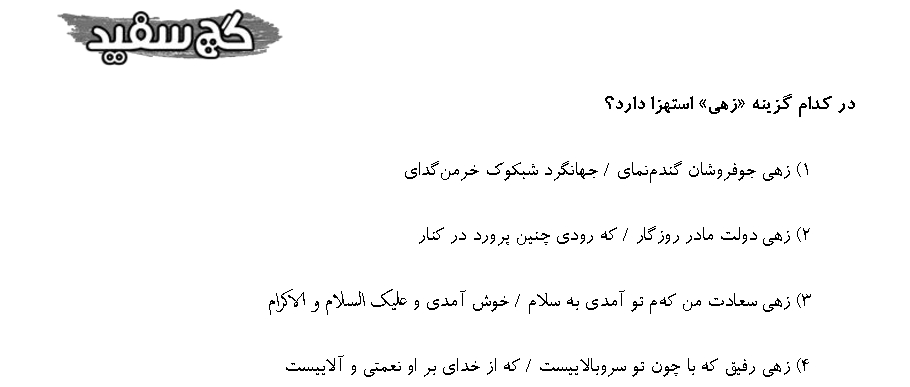 گچ سفید
در کدام گزینه «زهی» استهزا دارد؟
۱) زهی جوفروشان گندم‌نمای / جهانگرد شبکوک خرمن‌گدای
۲) زهی دولت مادر روزگار / که رودی چنین پرورد در کنار
۳) زهی سعادت من که‌م تو آمدی به سلام / خوش آمدی و علیک السلام و الاکرام
۴) زهی رفیق که با چون تو سروبالاییست / که از خدای بر او نعمتی و آلاییست